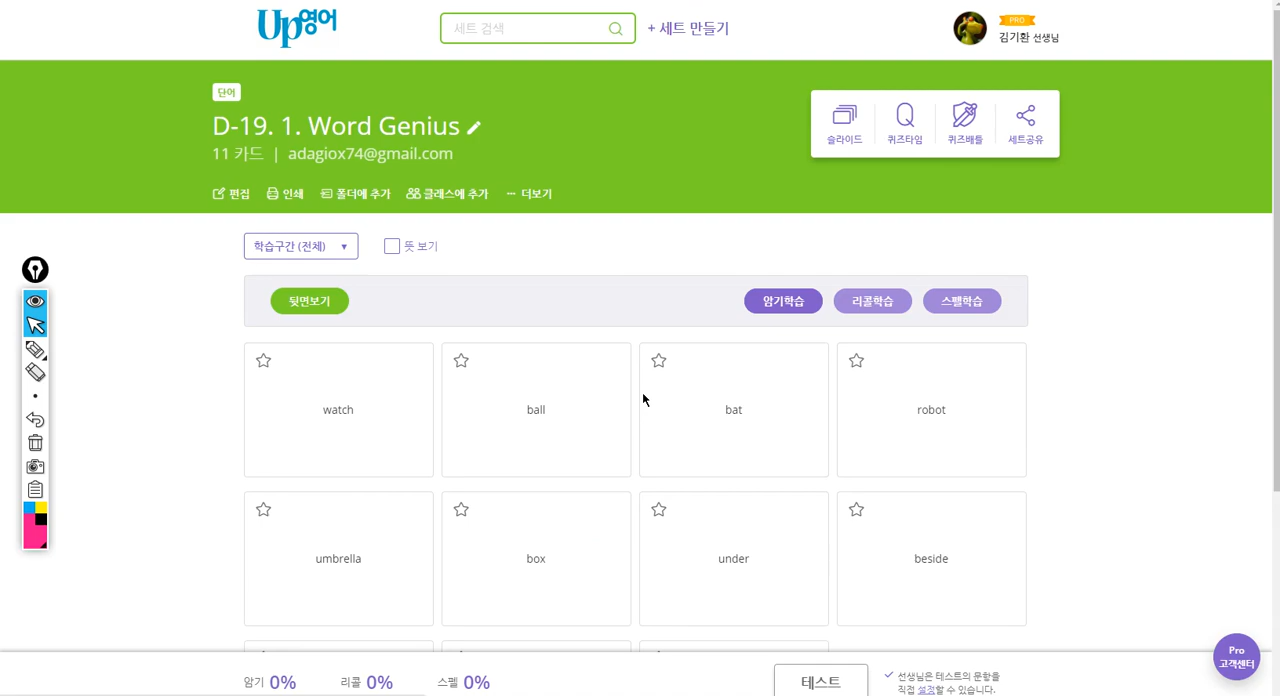 Up영어
세트 검색
+ 세트 만들기
PRO
김기환 선생님
단어
D-19. 1. Word Genius
11 카드 | adagiox74@gmail.com
슬라이드
퀴즈타임
퀴즈배틀
세트공유
편집
인쇄
폴더에 추가
클래스에 추가
··· 더보기
학습구간 (전체) ▼
뜻 보기
뒷면보기
암기학습
리콜학습
스펠학습
watch
ball
bat
robot
umbrella
box
under
beside
암기 0%
리콜 0%
스펠 0%
테스트
선생님은 테스트의 문항을
직접 설정할 수 있습니다.
Pro
고객센터